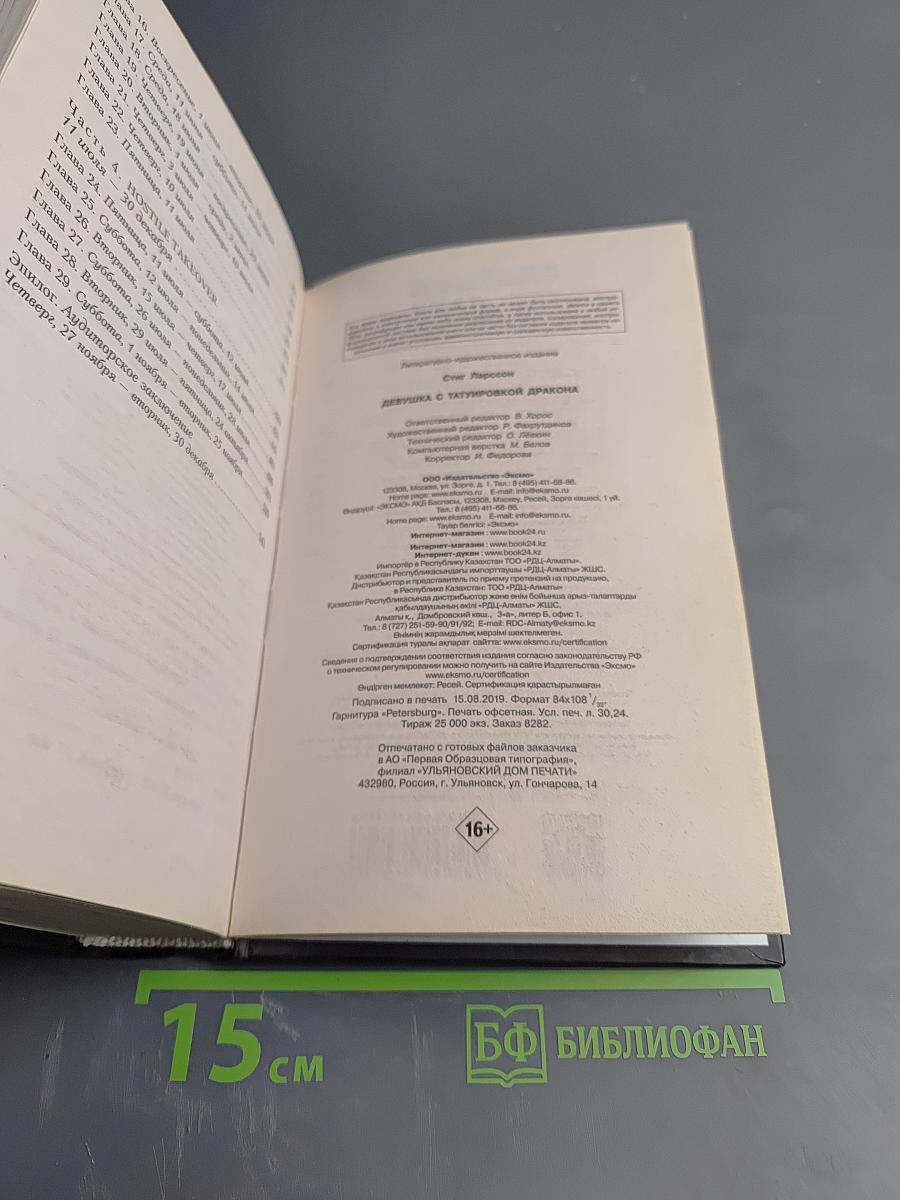 Глава 16. Воскресенье, 1 июня
Глава 17. Среда, 11 июня — суббота, 14 июня
Глава 18. Среда, 18 июня
Глава 19. Четверг, 19 июня
Глава 20. Вторник, 1 июля
Глава 21. Четверг, 3 июля
Глава 22. Четверг, 10 июля
Глава 23. Пятница, 11 июля
Часть 4. HOSTILE TAKEOVER
11 июля — 30 декабря
Глава 24. Пятница, 11 июля — суббота, 12 июля
Глава 25. Суббота, 12 июля — понедельник, 14 июля
Глава 26. Вторник, 15 июля — четверг, 17 июля
Глава 27. Суббота, 26 июля — понедельник, 28 июля
Глава 28. Вторник, 29 июля — пятница, 24 октября
Глава 29. Суббота, 1 ноября — вторник, 25 ноября
Эпилог. Аудиторское заключение
Четверг, 27 ноября — вторник, 30 декабря
Литературно-художественное издание
Стиг Ларссон
ДЕВУШКА С ТАТУИРОВКОЙ ДРАКОНА
Ответственный редактор В. Хорос
Художественный редактор Р. Фахрутдинов
Технический редактор О. Лёвкин
Компьютерная верстка М. Белов
Корректор И. Федорова
ООО «Издательство «Эксмо»
123308, Москва, ул. Зорге, д. 1. Тел.: 8 (495) 411-68-86.
Home page: www.eksmo.ru E-mail: info@eksmo.ru
Өндіруші: «ЭКСМО» АҚБ Баспасы, 123308, Мәскеу, Ресей, Зорге көшесі, 1 үй.
Тел.: 8 (495) 411-68-86.
Home page: www.eksmo.ru E-mail: info@eksmo.ru.
Тауар белгісі: «Эксмо»
Интернет-магазин : www.book24.ru
Интернет-магазин : www.book24.kz
Интернет-дүкен : www.book24.kz
Импортёр в Республику Казахстан ТОО «РДЦ-Алматы».
Қазақстан Республикасындағы импорттаушы «РДЦ-Алматы» ЖШС.
Дистрибьютор и представитель по приему претензий на продукцию,
в Республике Казахстан: ТОО «РДЦ-Алматы»
Қазақстан Республикасында дистрибьютор және өнім бойынша арыз-талаптарды
қабылдаушының өкілі «РДЦ-Алматы» ЖШС,
Алматы қ., Домбровский көш., 3«а», литер Б, офис 1.
Тел.: 8 (727) 251-59-90/91/92; E-mail: RDC-Almaty@eksmo.kz
Өнімнің жарамдылық мерзімі шектелмеген.
Сертификация туралы ақпарат сайтта: www.eksmo.ru/certification
Сведения о подтверждении соответствия издания согласно законодательству РФ
о техническом регулировании можно получить на сайте Издательства «Эксмо»
www.eksmo.ru/certification
Өндірген мемлекет: Ресей. Сертификация қарастырылмаған
Подписано в печать 15.08.2019. Формат 84x108 1/32.
Гарнитура «Petersburg». Печать офсетная. Усл. печ. л. 30,24.
Тираж 25 000 экз. Заказ 8282.
Отпечатано с готовых файлов заказчика
в АО «Первая Образцовая типография»,
филиал «УЛЬЯНОВСКИЙ ДОМ ПЕЧАТИ»
432980, Россия, г. Ульяновск, ул. Гончарова, 14
16+
15 см
БФ БИБЛИОФАН